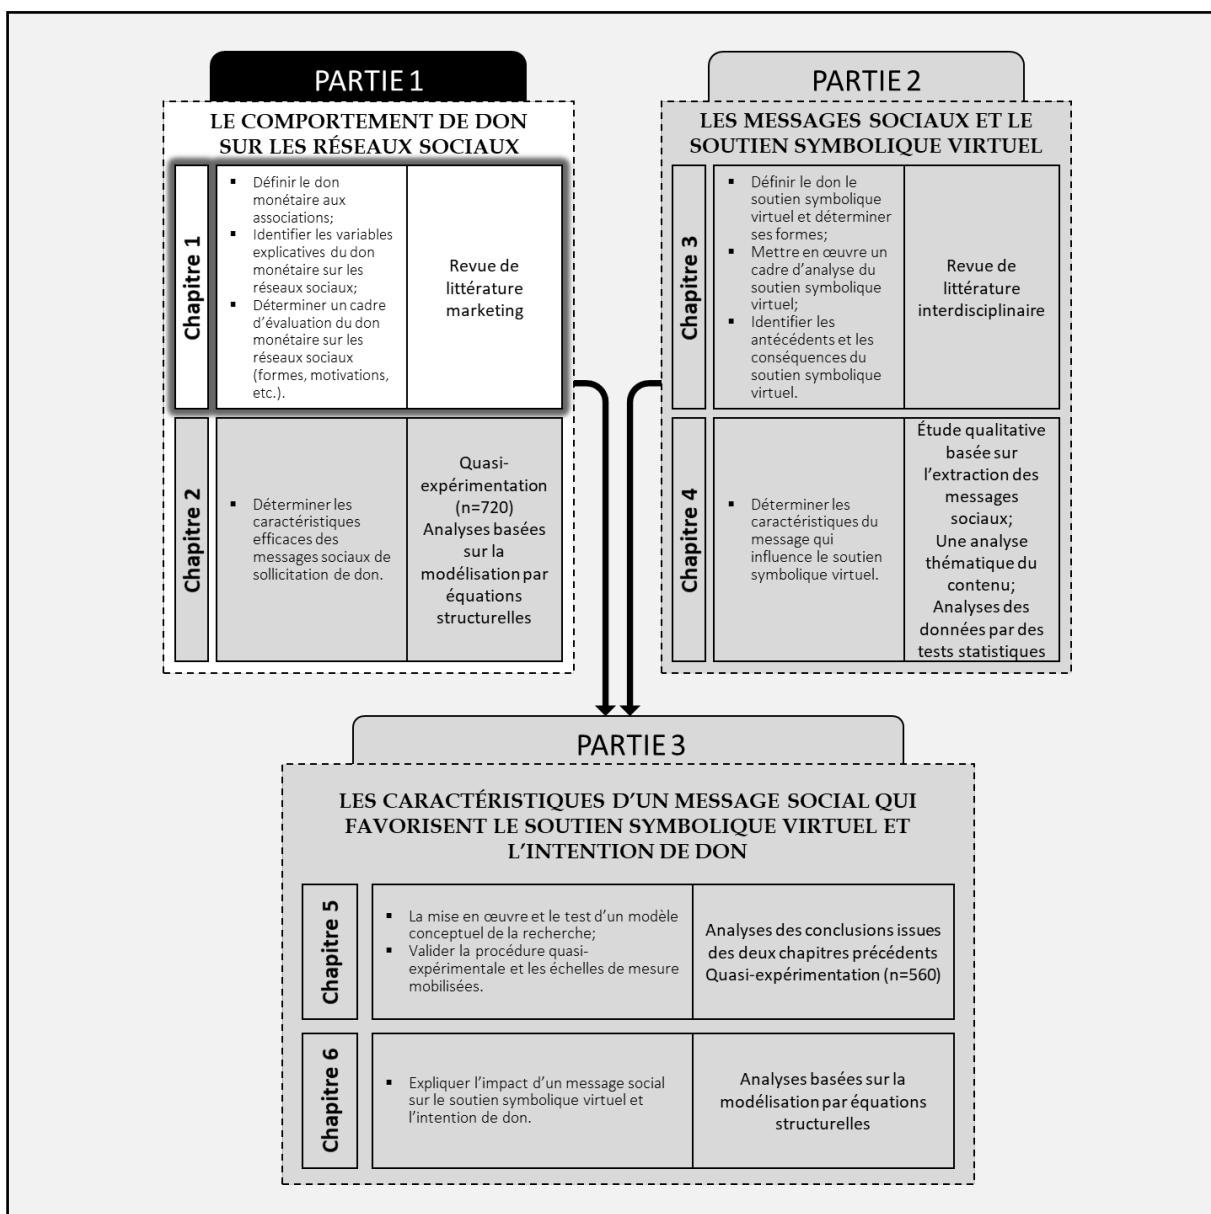 PARTIE 1
LE COMPORTEMENT DE DON
SUR LES RÉSEAUX SOCIAUX
Chapitre 1
▪ Définir le don
monétaire aux
associations;
▪ Identifier les variables
explicatives du don
monétaire sur les
réseaux sociaux;
▪ Déterminer un cadre
d'évaluation du don
monétaire sur les
réseaux sociaux
(formes, motivations,
etc.).
Revue de
littérature
marketing
Chapitre 2
▪ Déterminer les
caractéristiques
efficaces des
messages sociaux de
sollicitation de don.
Quasi-
expérimentation
(n=720)
Analyses basées
sur la
modélisation par
équations
structurelles
PARTIE 2
LES MESSAGES SOCIAUX ET LE
SOUTIEN SYMBOLIQUE VIRTUEL
Chapitre 3
▪ Définir le don le
soutien symbolique
virtuel et déterminer
ses formes;
▪ Mettre en œuvre un
cadre d'analyse du
soutien symbolique
virtuel;
▪ Identifier les
antécédents et les
conséquences du
soutien symbolique
virtuel.
Revue de
littérature
interdisciplinaire
Chapitre 4
▪ Déterminer les
caractéristiques du
message qui
influence le soutien
symbolique virtuel.
Étude qualitative
basée sur
l'extraction des
messages
sociaux;
Une analyse
thématique du
contenu;
Analyses des
données par des
tests statistiques
PARTIE 3
LES CARACTÉRISTIQUES D'UN MESSAGE SOCIAL QUI
FAVORISENT LE SOUTIEN SYMBOLIQUE VIRTUEL ET
L'INTENTION DE DON
Chapitre 5
▪ La mise en œuvre et le test d'un modèle
conceptuel de la recherche;
▪ Valider la procédure quasi-
expérimentale et les échelles de mesure
mobilisées.
Analyses des conclusions issues
des deux chapitres précédents
Quasi-expérimentation (n=560)
Chapitre 6
▪ Expliquer l'impact d'un message social
sur le soutien symbolique virtuel et
l'intention de don.
Analyses basées sur la
modélisation par équations
structurelles